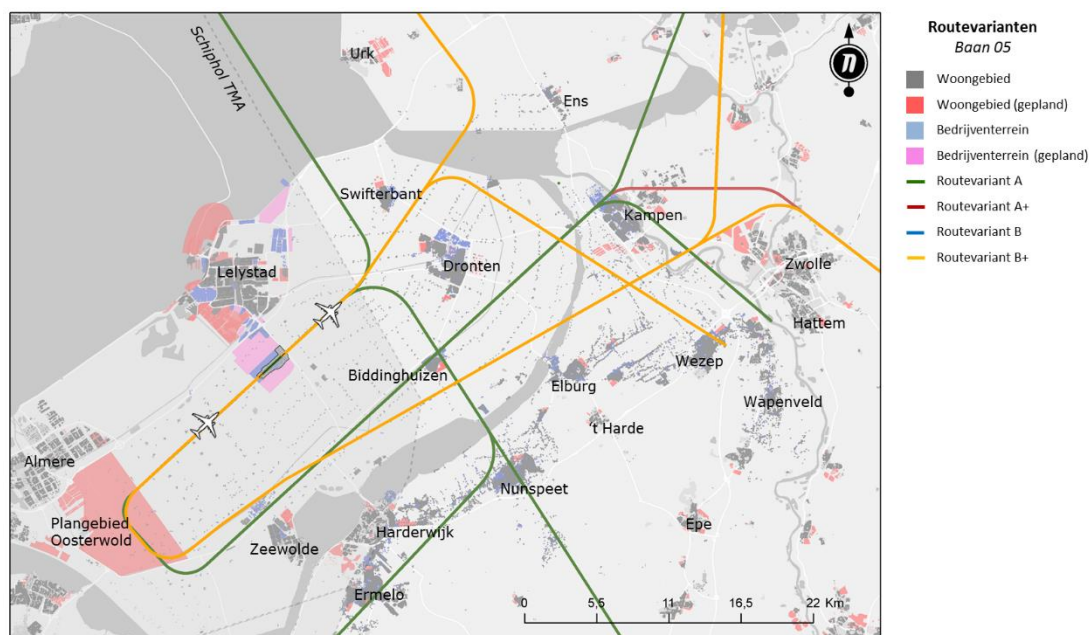 Schiphol TMA
Urk
Ens
Swifterbant
Kampen
Dronten
Lelystad
Zwolle
Hattem
Biddinghuizen
Elburg
Wezep
Wapenveld
't Harde
Almere
Nunspeet
Plangebied
Oosterwold
Harderwijk
Epe
Zeewolde
Ermelo
0 5,5 11 16,5 22 Km
Routevarianten
Baan 05
N
Woongebied
Woongebied (gepland)
Bedrijventerrein
Bedrijventerrein (gepland)
Routevariant A
Routevariant A+
Routevariant B
Routevariant B+